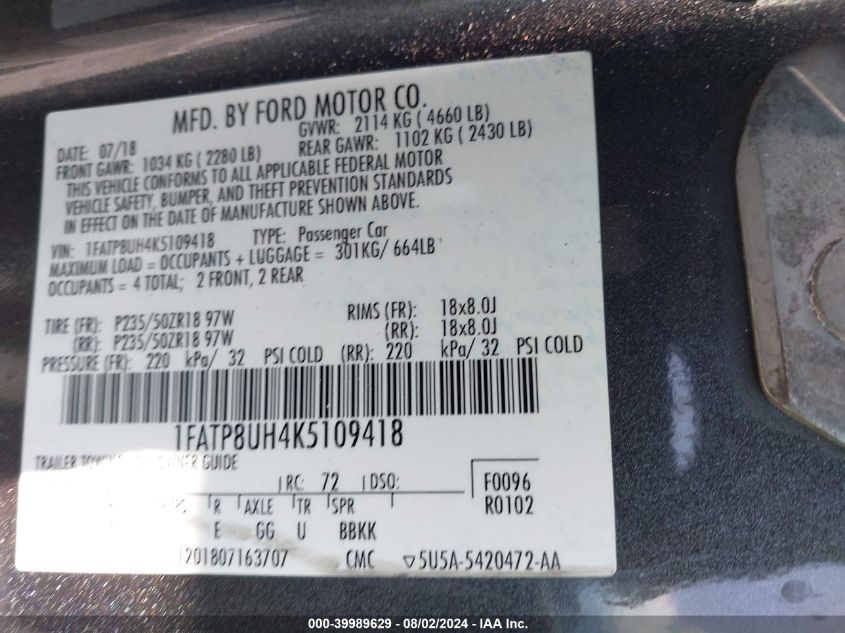 MFD. BY FORD MOTOR CO.
DATE: 07/18 GVWR: 2114 KG ( 4660 LB)
FRONT GAWR: 1034 KG ( 2280 LB) REAR GAWR: 1102 KG ( 2430 LB)
THIS VEHICLE CONFORMS TO ALL APPLICABLE FEDERAL MOTOR
VEHICLE SAFETY, BUMPER, AND THEFT PREVENTION STANDARDS
IN EFFECT ON THE DATE OF MANUFACTURE SHOWN ABOVE.
VIN: 1FATP8UH4K5109418 TYPE: Passenger Car
MAXIMUM LOAD = OCCUPANTS + LUGGAGE = 301KG/ 664LB
OCCUPANTS = 4 TOTAL; 2 FRONT, 2 REAR
TIRE (FR): P235/50ZR18 97W RIMS (FR): 18x8.0J
(RR): P235/50ZR18 97W (RR): 18x8.0J
PRESSURE (FR): 220 kPa/ 32 PSI COLD (RR): 220 kPa/ 32 PSI COLD
1FATP8UH4K5109418
TRAILER GUIDE
RC: 72 DSO: F0096
R AXLE TR SPR R0102
E GG U BBKK
1201807163707 CMC ▽5U5A-5420472-AA
000-39989629 - 08/02/2024 - IAA Inc.